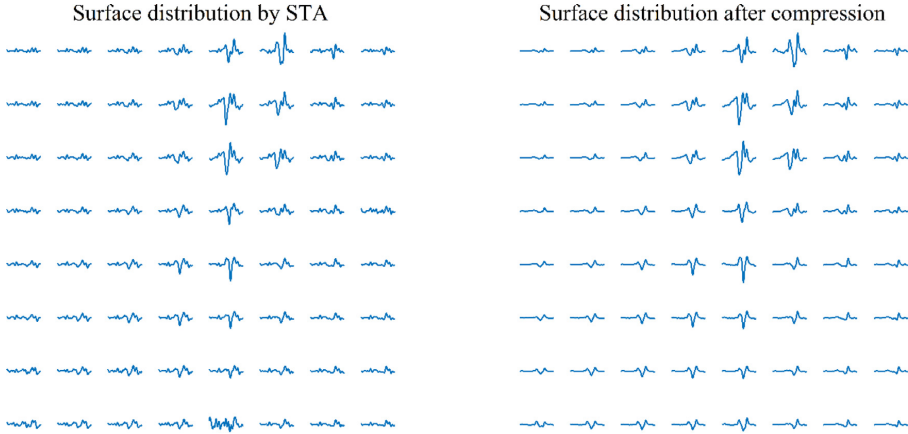 Surface distribution by STA
Surface distribution after compression